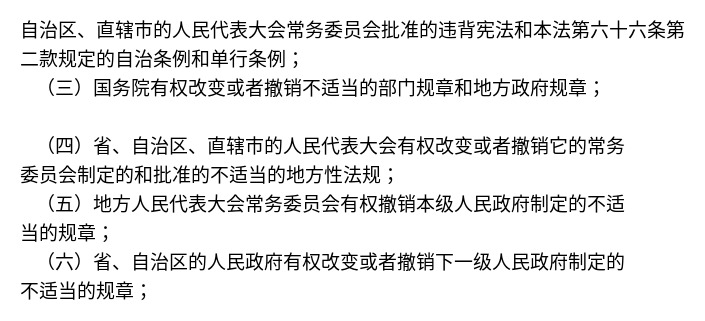 自治区、直辖市的人民代表大会常务委员会批准的违背宪法和本法第六十六条第
二款规定的自治条例和单行条例；
（三）国务院有权改变或者撤销不适当的部门规章和地方政府规章；
（四）省、自治区、直辖市的人民代表大会有权改变或者撤销它的常务
委员会制定的和批准的不适当的地方性法规；
（五）地方人民代表大会常务委员会有权撤销本级人民政府制定的不适
当的规章；
（六）省、自治区的人民政府有权改变或者撤销下一级人民政府制定的
不适当的规章；